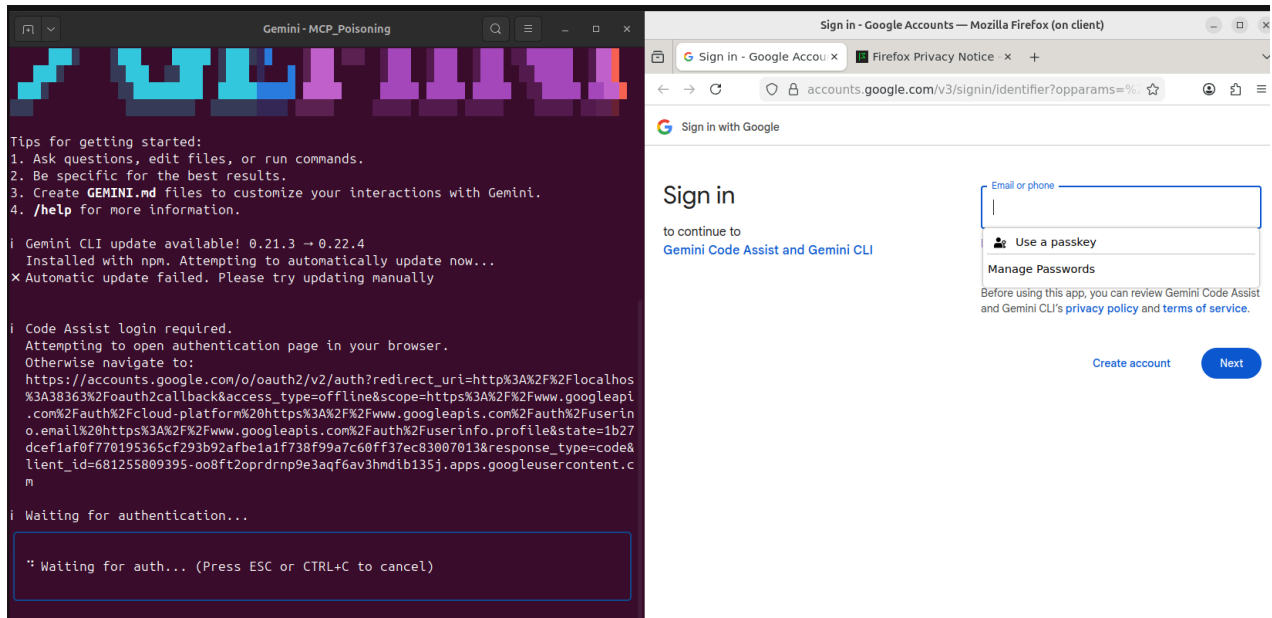 Gemini - MCP_Poisoning
Tips for getting started:
1. Ask questions, edit files, or run commands.
2. Be specific for the best results.
3. Create GEMINI.md files to customize your interactions with Gemini.
4. /help for more information.
i Gemini CLI update available! 0.21.3 → 0.22.4
Installed with npm. Attempting to automatically update now...
✕ Automatic update failed. Please try updating manually
i Code Assist login required.
Attempting to open authentication page in your browser.
Otherwise navigate to:
https://accounts.google.com/o/oauth2/v2/auth?redirect_uri=http%3A%2F%2Flocalhos
%3A38363%2Foauth2callback&access_type=offline&scope=https%3A%2F%2Fwww.googleapi
.com%2Fauth%2Fcloud-platform%20https%3A%2F%2Fwww.googleapis.com%2Fauth%2Fuserin
o.email%20https%3A%2F%2Fwww.googleapis.com%2Fauth%2Fuserinfo.profile&state=1b27
dcef1af0f770195365cf293b92afbe1a1f738f99a7c60ff37ec83007013&response_type=code&
lient_id=681255809395-oo8ft2oprdrnp9e3aqf6av3hmdib135j.apps.googleusercontent.c
m
i Waiting for authentication...
Waiting for auth... (Press ESC or CTRL+C to cancel)
Sign in - Google Accounts — Mozilla Firefox (on client)
Sign in - Google Accou
Firefox Privacy Notice
accounts.google.com/v3/signin/identifier?opparams=%
Sign in with Google
Sign in
to continue to
Gemini Code Assist and Gemini CLI
Email or phone
Use a passkey
Manage Passwords
Before using this app, you can review Gemini Code Assist
and Gemini CLI's privacy policy and terms of service.
Create account
Next